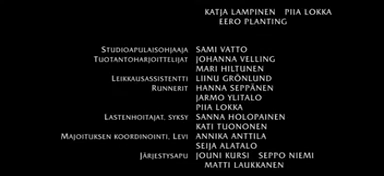 KATJA LAMPINEN PIIA LOKKA
EERO PLANTING
STUDIOAPULAISOHJAAJA SAMI VATTO
TUOTANTOHARJOITTELIJAT JOHANNA VELLING
MARI HILTUNEN
LEIKKAUSASSISTENTTI LIINU GRÖNLUND
RUNNERIT HANNA SEPPÄNEN
JARMO YLITALO
PIIA LOKKA
LASTENHOITAJAT, SYKSY SANNA HOLOPAINEN
KATI TUONONEN
MAJOITUKSEN KOORDINOINTI, LEVI ANNIKA ANTTILA
SEIJA ALATALO
JÄRJESTYSAPU JOUNI KURSI SEPPO NIEMI
MATTI LAUKKANEN